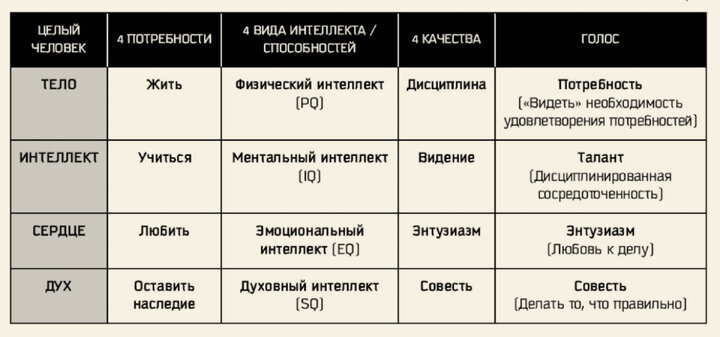 ЦЕЛЫЙ ЧЕЛОВЕК | 4 ПОТРЕБНОСТИ | 4 ВИДА ИНТЕЛЛЕКТА / СПОСОБНОСТЕЙ | 4 КАЧЕСТВА | ГОЛОС
ТЕЛО | Жить | Физический интеллект (PQ) | Дисциплина | Потребность («Видеть» необходимость удовлетворения потребностей)
ИНТЕЛЛЕКТ | Учиться | Ментальный интеллект (IQ) | Видение | Талант (Дисциплинированная сосредоточенность)
СЕРДЦЕ | Любить | Эмоциональный интеллект (EQ) | Энтузиазм | Энтузиазм (Любовь к делу)
ДУХ | Оставить наследие | Духовный интеллект (SQ) | Совесть | Совесть (Делать то, что правильно)